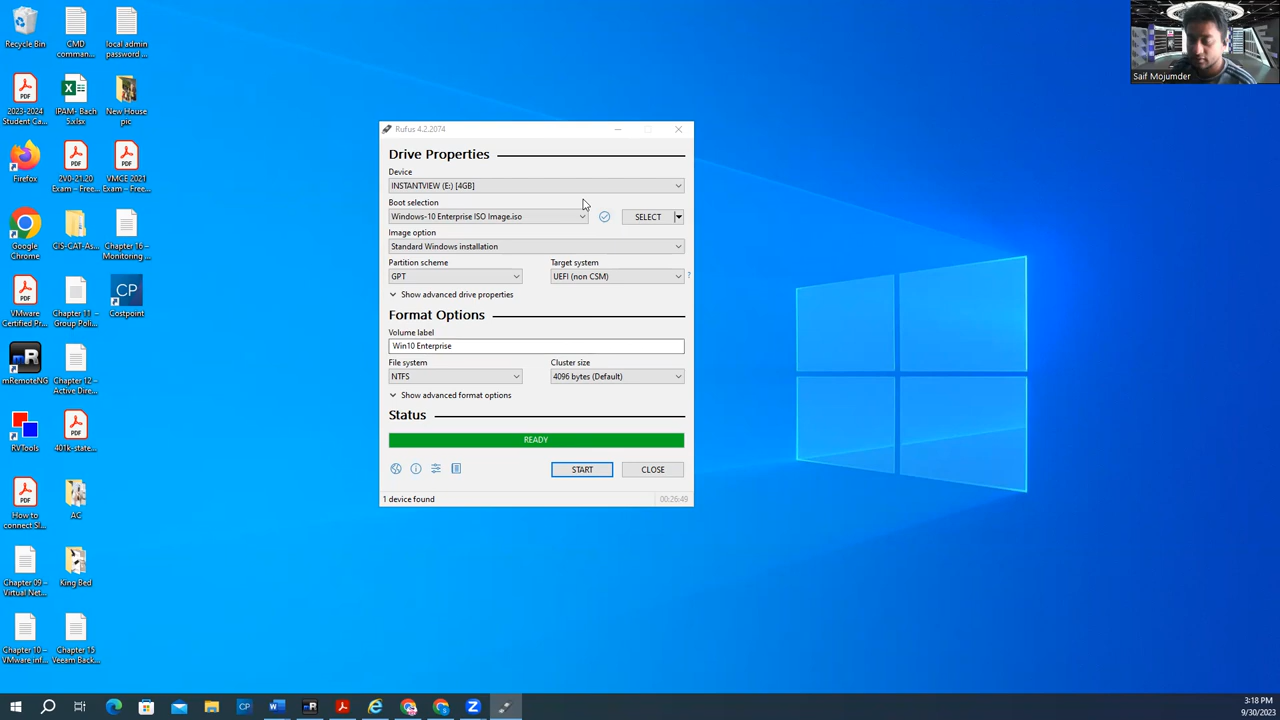 Recycle Bin
CMD
comman...
local admin
password ...
2023-2024
Student Ca...
IPAM- Bach
S.xlsx
New House
pic
Firefox
2V0-21.20
Exam – Free...
VMCE 2021
Exam – Free...
Google
Chrome
CIS-CAT-As...
Chapter 16 –
Monitoring ...
VMware
Certified Pr...
Chapter 11 –
Group Poli...
CP
Costpoint
mR
mRemoteNG
Chapter 12 –
Active Dire...
RVTools
401k-state...
How to
connect SI...
AC
Chapter 09 –
Virtual Net...
King Bed
Chapter 10 –
VMware inf...
Chapter 15
Veeam Back...
Rufus 4.2.2074
Drive Properties
Device
INSTANTVIEW (E:) [4GB]
Boot selection
Windows-10 Enterprise ISO Image.iso
SELECT
Image option
Standard Windows installation
Partition scheme
Target system
GPT
UEFI (non CSM)
?
Show advanced drive properties
Format Options
Volume label
Win10 Enterprise
File system
Cluster size
NTFS
4096 bytes (Default)
Show advanced format options
Status
READY
START
CLOSE
1 device found
00:26:49
Saif Mojumder
3:18 PM
9/30/2023